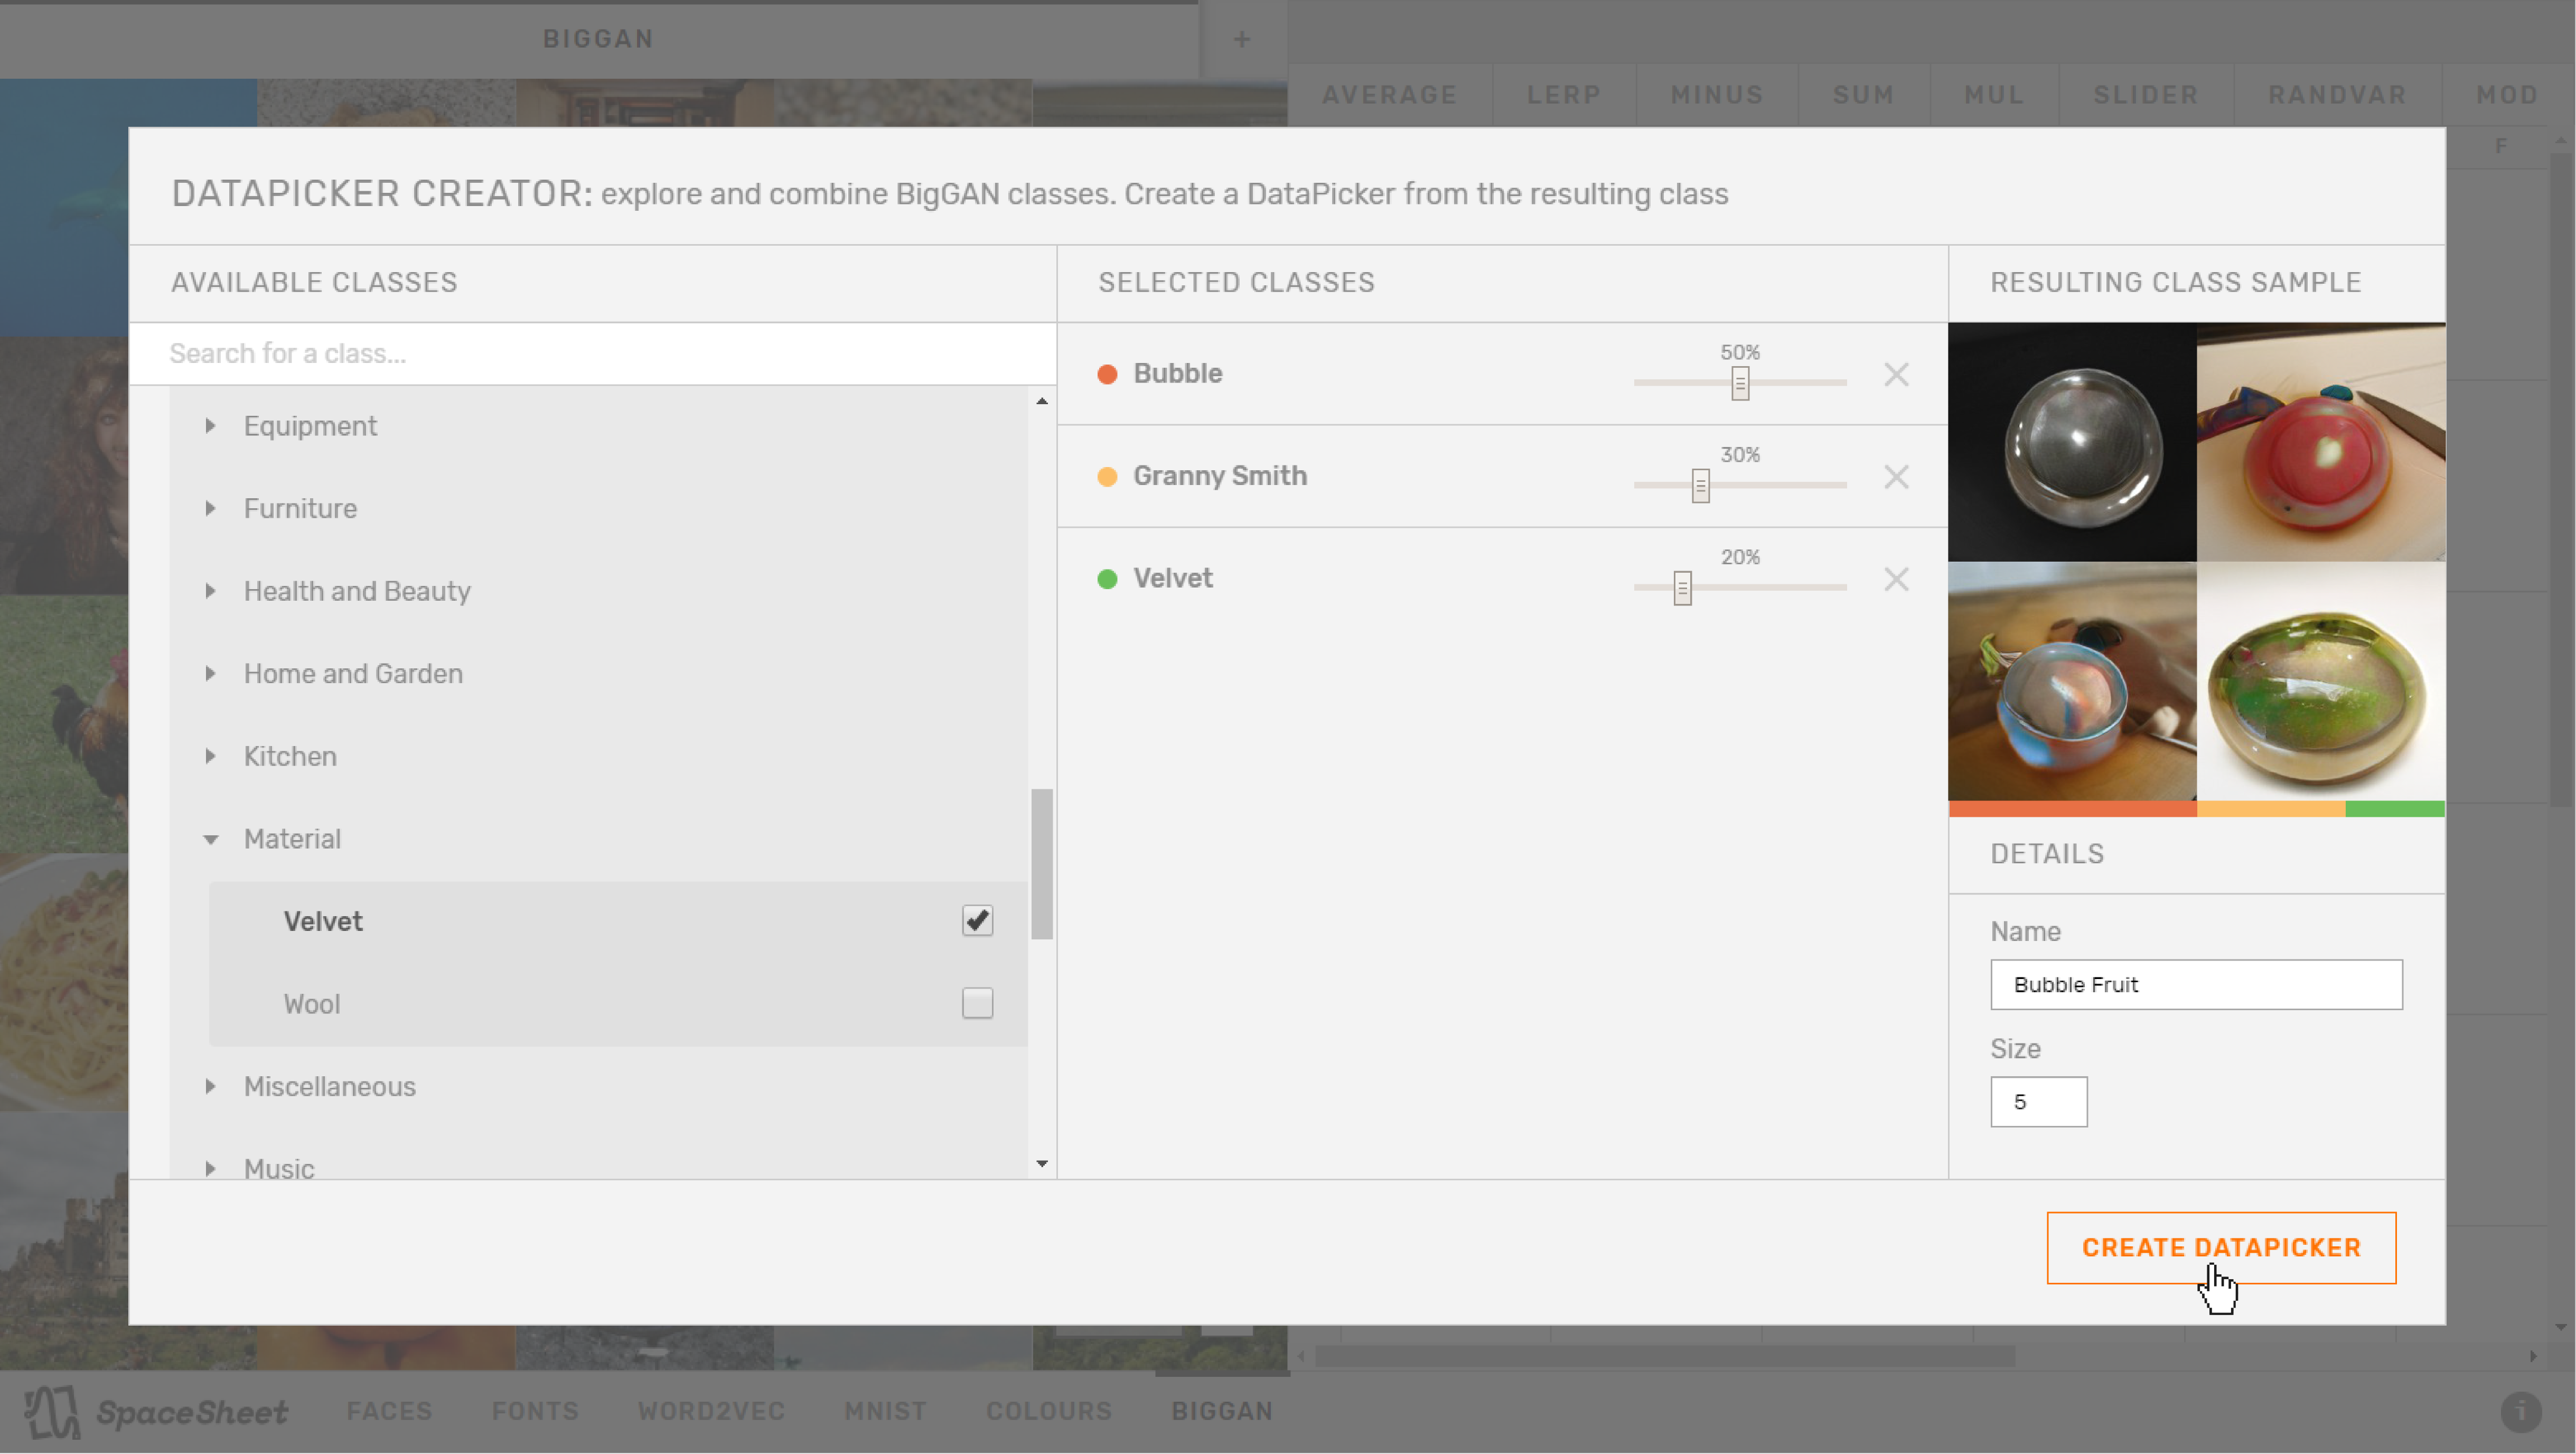 BIGGAN
+
AVERAGE LERP MINUS SUM MUL SLIDER RANDVAR MOD
F
DATAPICKER CREATOR: explore and combine BigGAN classes. Create a DataPicker from the resulting class
AVAILABLE CLASSES
Search for a class...
Equipment
Furniture
Health and Beauty
Home and Garden
Kitchen
Material
Velvet
Wool
Miscellaneous
Music
SELECTED CLASSES
Bubble 50%
Granny Smith 30%
Velvet 20%
RESULTING CLASS SAMPLE
DETAILS
Name
Bubble Fruit
Size
5
CREATE DATAPICKER
SpaceSheet FACES FONTS WORD2VEC MNIST COLOURS BIGGAN i